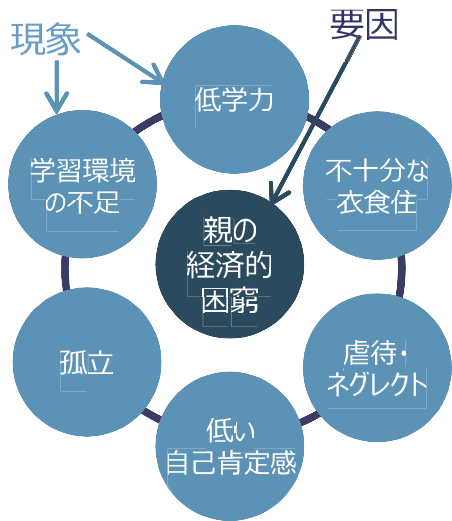 現象
要因
低学力
学習環境
の不足
不十分な
衣食住
親の
経済的
困窮
孤立
虐待・
ネグレクト
低い
自己肯定感